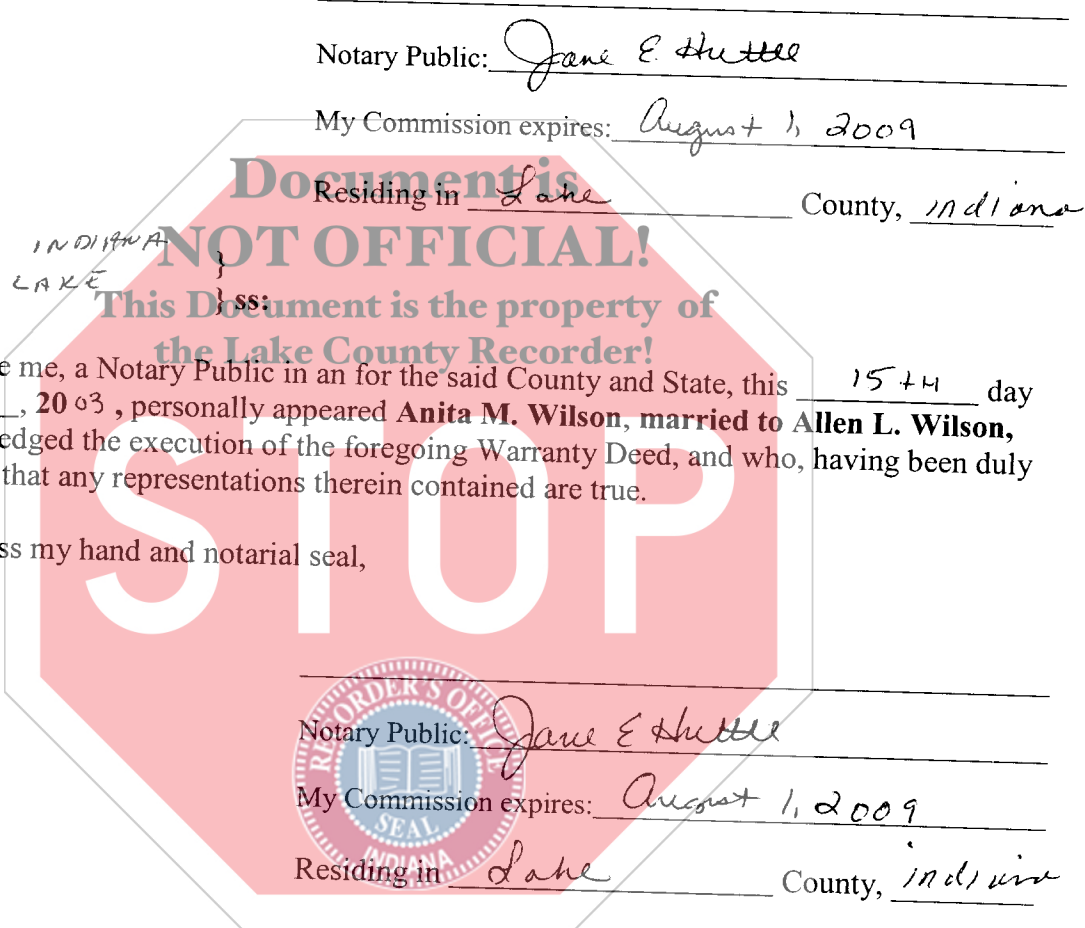 Notary Public: Jane E. Huttle
My Commission expires: August 1, 2009
Document is
Residing in Lake County, indiana
INDIANA
NOT OFFICIAL!
}
LAKE
} ss:
This Document is the property of
the Lake County Recorder!
e me, a Notary Public in an for the said County and State, this 15TH day
, 2003, personally appeared Anita M. Wilson, married to Allen L. Wilson,
edged the execution of the foregoing Warranty Deed, and who, having been duly
that any representations therein contained are true.
ss my hand and notarial seal,
STOP
RECORDER'S OFFICE
Notary Public: Jane E Huttle
My Commission expires: August 1, 2009
SEAL
INDIANA
Residing in Lake County, indiana